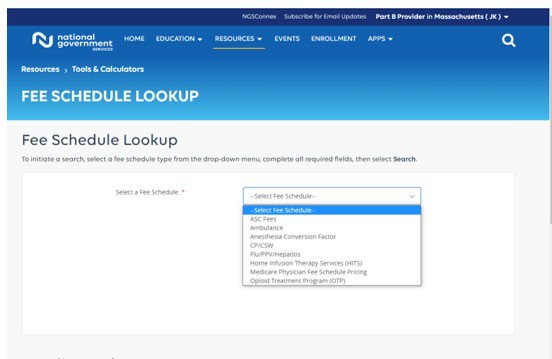 NGSConnex Subscribe for Email Updates Part B Provider in Massachusetts ( JK )
national government SERVICES
HOME EDUCATION RESOURCES EVENTS ENROLLMENT APPS
Resources > Tools & Calculators
FEE SCHEDULE LOOKUP
Fee Schedule Lookup
To initiate a search, select a fee schedule type from the drop-down menu, complete all required fields, then select Search.
Select a Fee Schedule: *
--Select Fee Schedule--
--Select Fee Schedule--
ASC Fees
Ambulance
Anesthesia Conversion Factor
CP/CSW
Flu/PPV/Hepatitis
Home Infusion Therapy Services (HITS)
Medicare Physician Fee Schedule Pricing
Opioid Treatment Program (OTP)